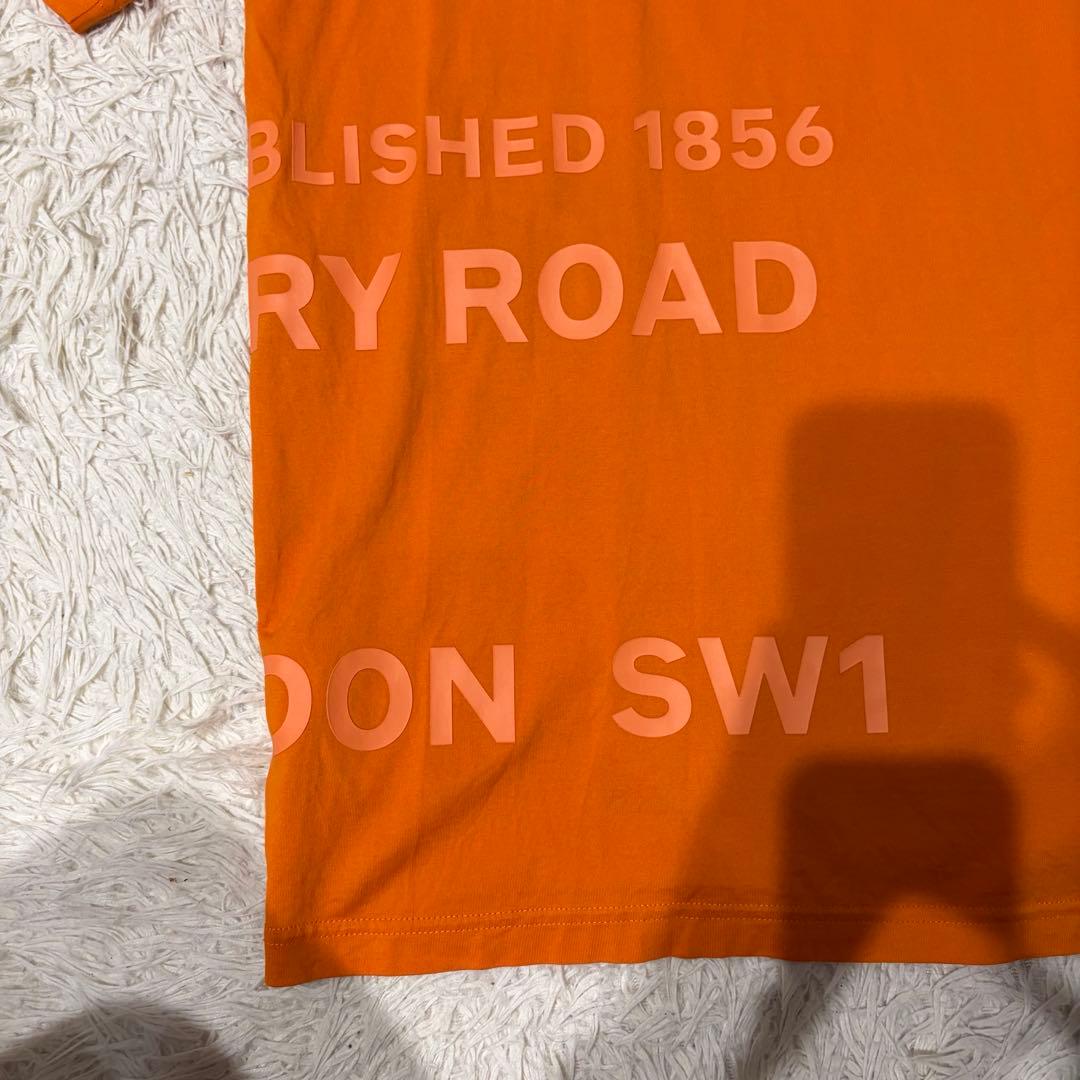 BLISHED 1856
RY ROAD
DON SW1